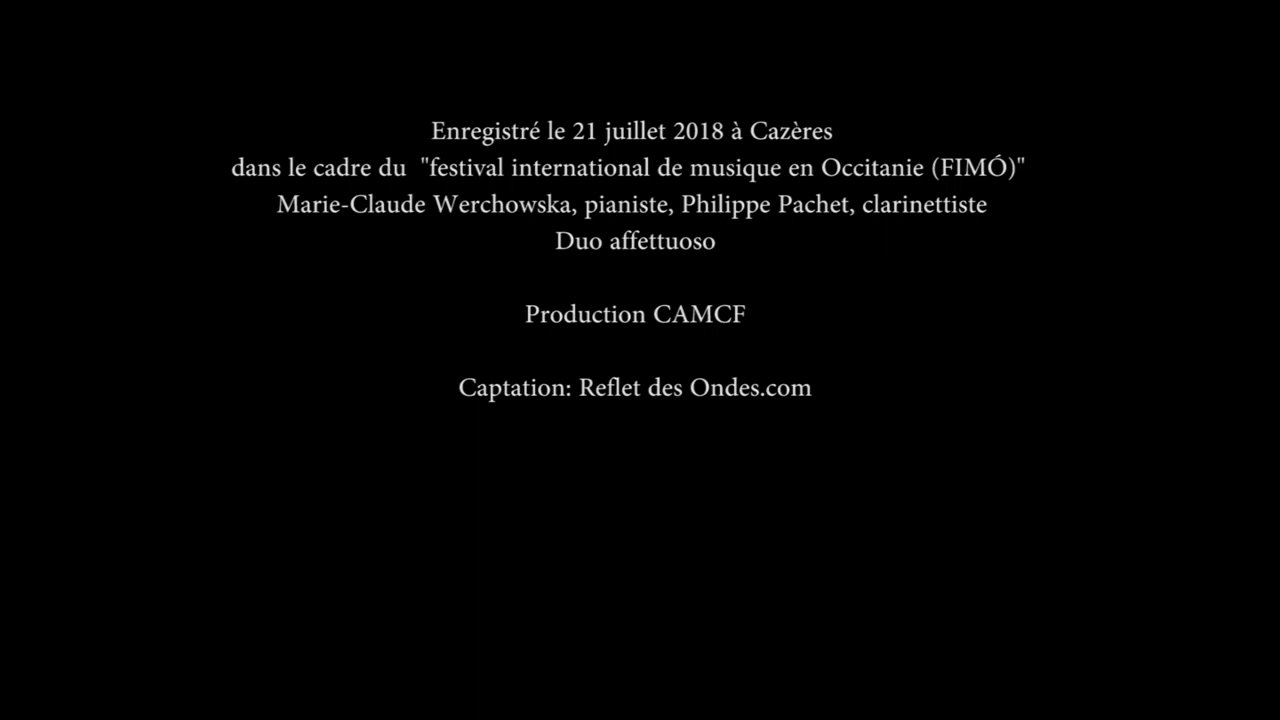 Enregistré le 21 juillet 2018 à Cazères
dans le cadre du "festival international de musique en Occitanie (FIMÓ)"
Marie-Claude Werchowska, pianiste, Philippe Pachet, clarinettiste
Duo affettuoso
Production CAMCF
Captation: Reflet des Ondes.com